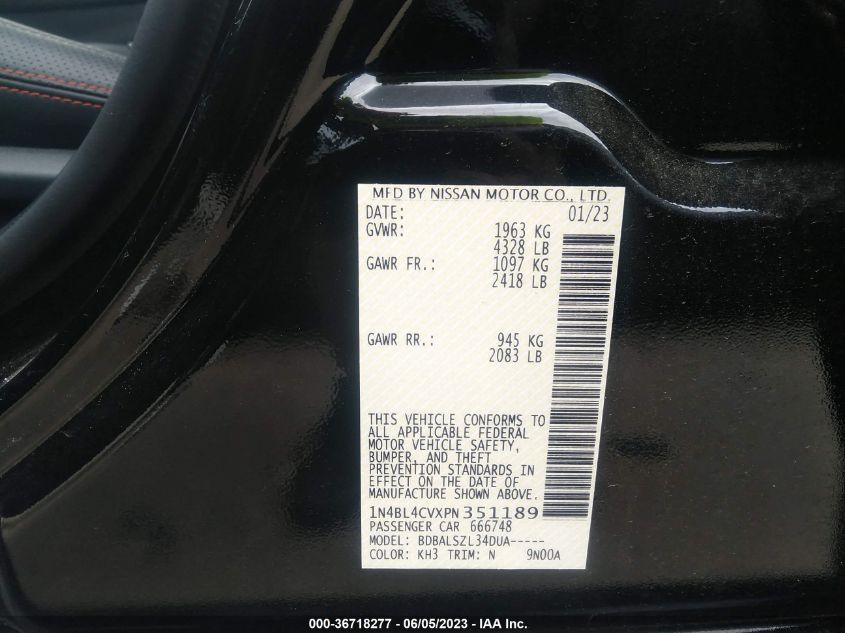 MFD BY NISSAN MOTOR CO., LTD.
DATE: 01/23
GVWR: 1963 KG
4328 LB
GAWR FR.: 1097 KG
2418 LB
GAWR RR.: 945 KG
2083 LB
THIS VEHICLE CONFORMS TO
ALL APPLICABLE FEDERAL
MOTOR VEHICLE SAFETY,
BUMPER, AND THEFT
PREVENTION STANDARDS IN
EFFECT ON THE DATE OF
MANUFACTURE SHOWN ABOVE.
1N4BL4CVXPN351189
PASSENGER CAR 666748
MODEL: BDBALSZL34DUA-----
COLOR: KH3 TRIM: N 9N00A
000-36718277 - 06/05/2023 - IAA Inc.